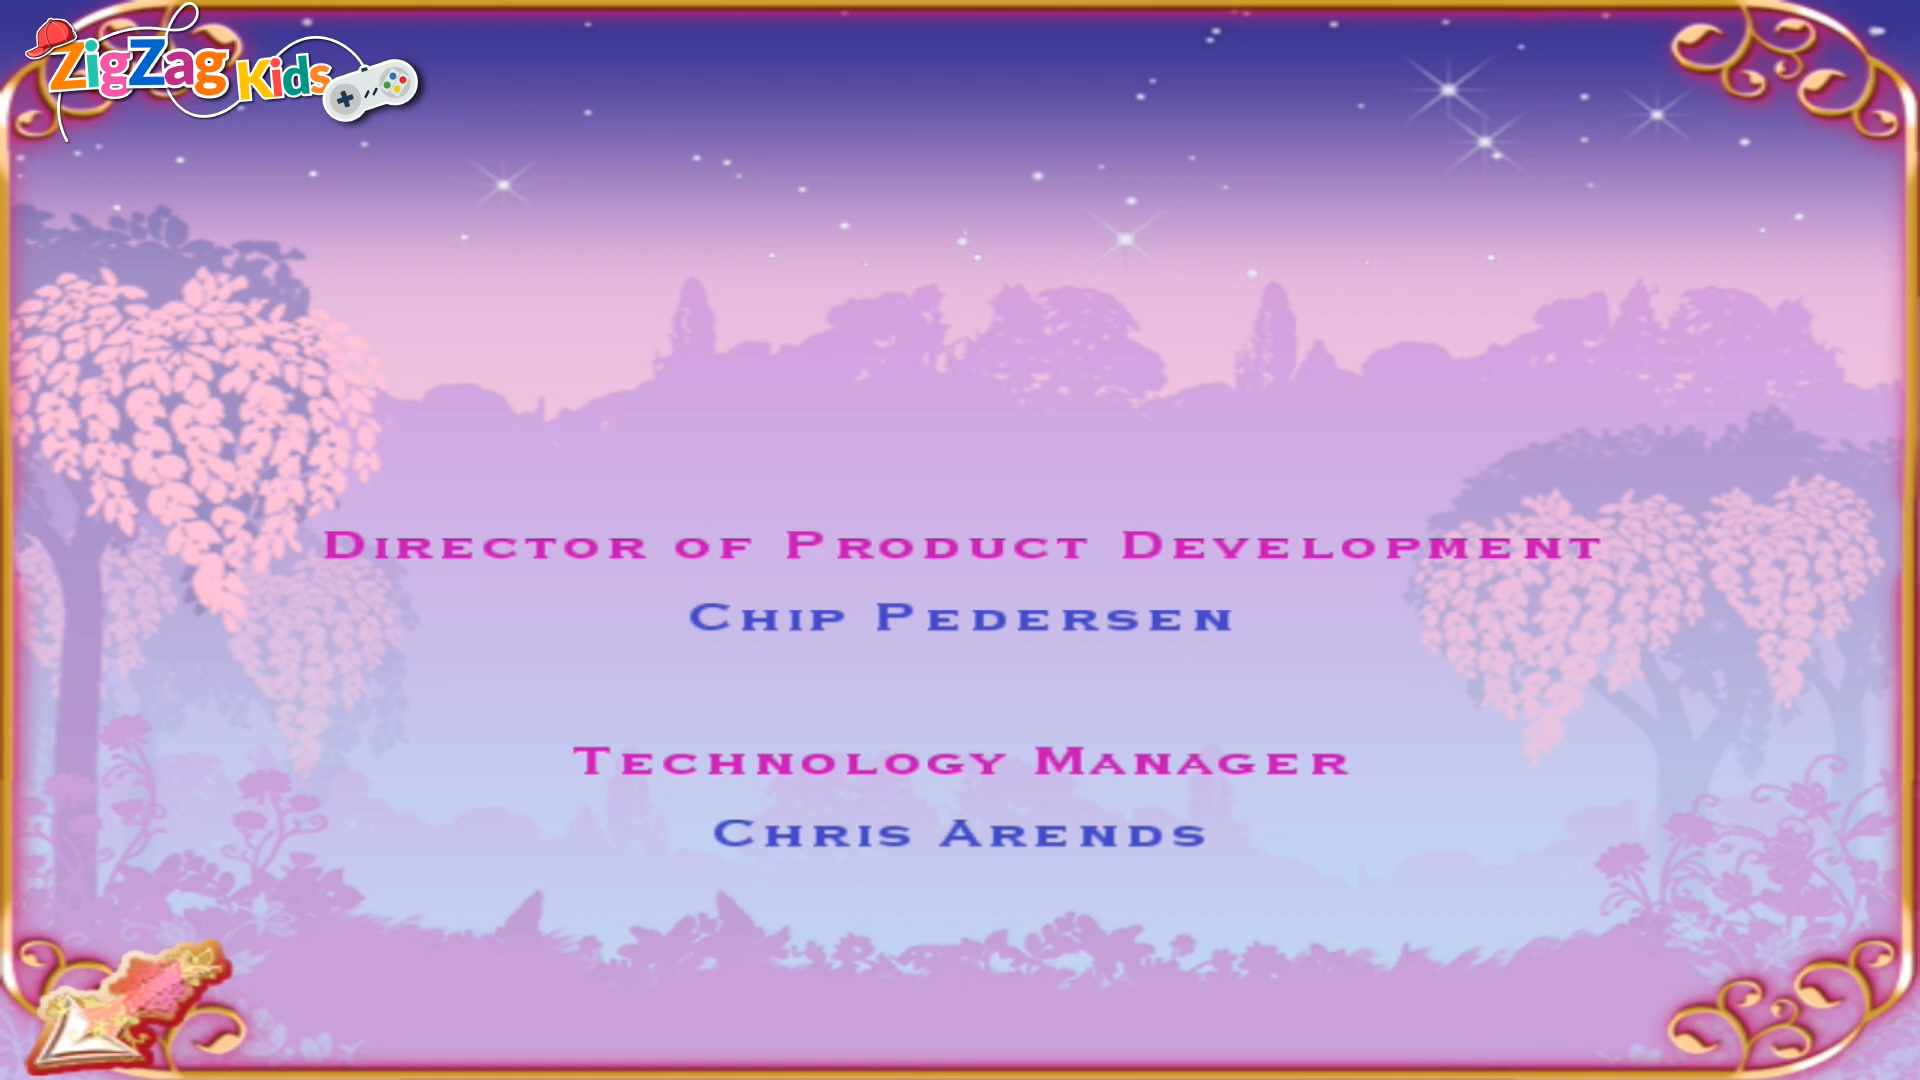 ZigZag Kids
Director of Product Development
Chip Pedersen
Technology Manager
Chris Arends